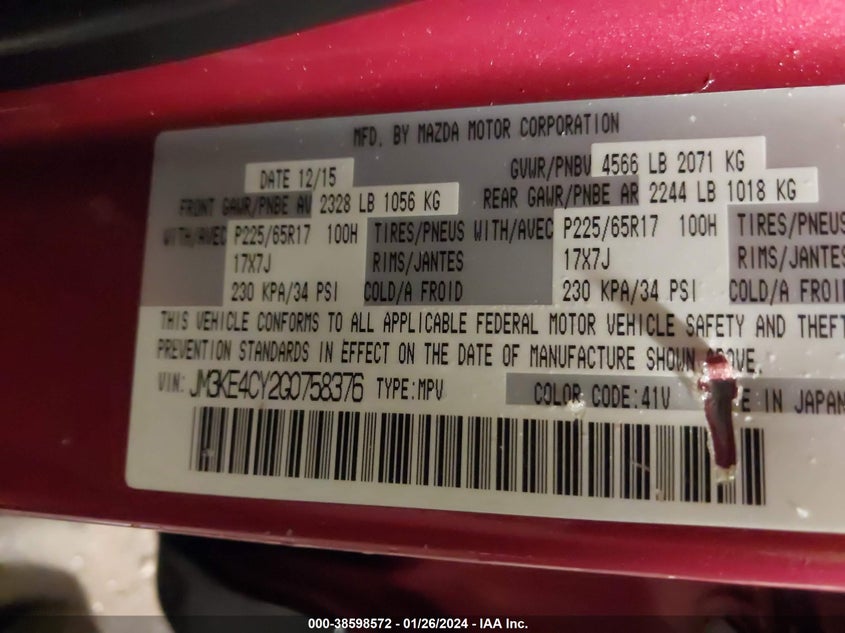 MFD. BY MAZDA MOTOR CORPORATION
DATE 12/15 GVWR/PNBV 4566 LB 2071 KG
FRONT GAWR/PNBE AV 2328 LB 1056 KG REAR GAWR/PNBE AR 2244 LB 1018 KG
WITH/AVEC P225/65R17 100H TIRES/PNEUS WITH/AVEC P225/65R17 100H TIRES/PNEUS
17X7J RIMS/JANTES 17X7J RIMS/JANTES
230 KPA/34 PSI COLD/A FROID 230 KPA/34 PSI COLD/A FROI
THIS VEHICLE CONFORMS TO ALL APPLICABLE FEDERAL MOTOR VEHICLE SAFETY AND THEFT
PREVENTION STANDARDS IN EFFECT ON THE DATE OF MANUFACTURE SHOWN ABOVE.
VIN: JM3KE4CY2G0758376 TYPE:MPV COLOR CODE:41V E IN JAPAN
000-38598572 - 01/26/2024 - IAA Inc.